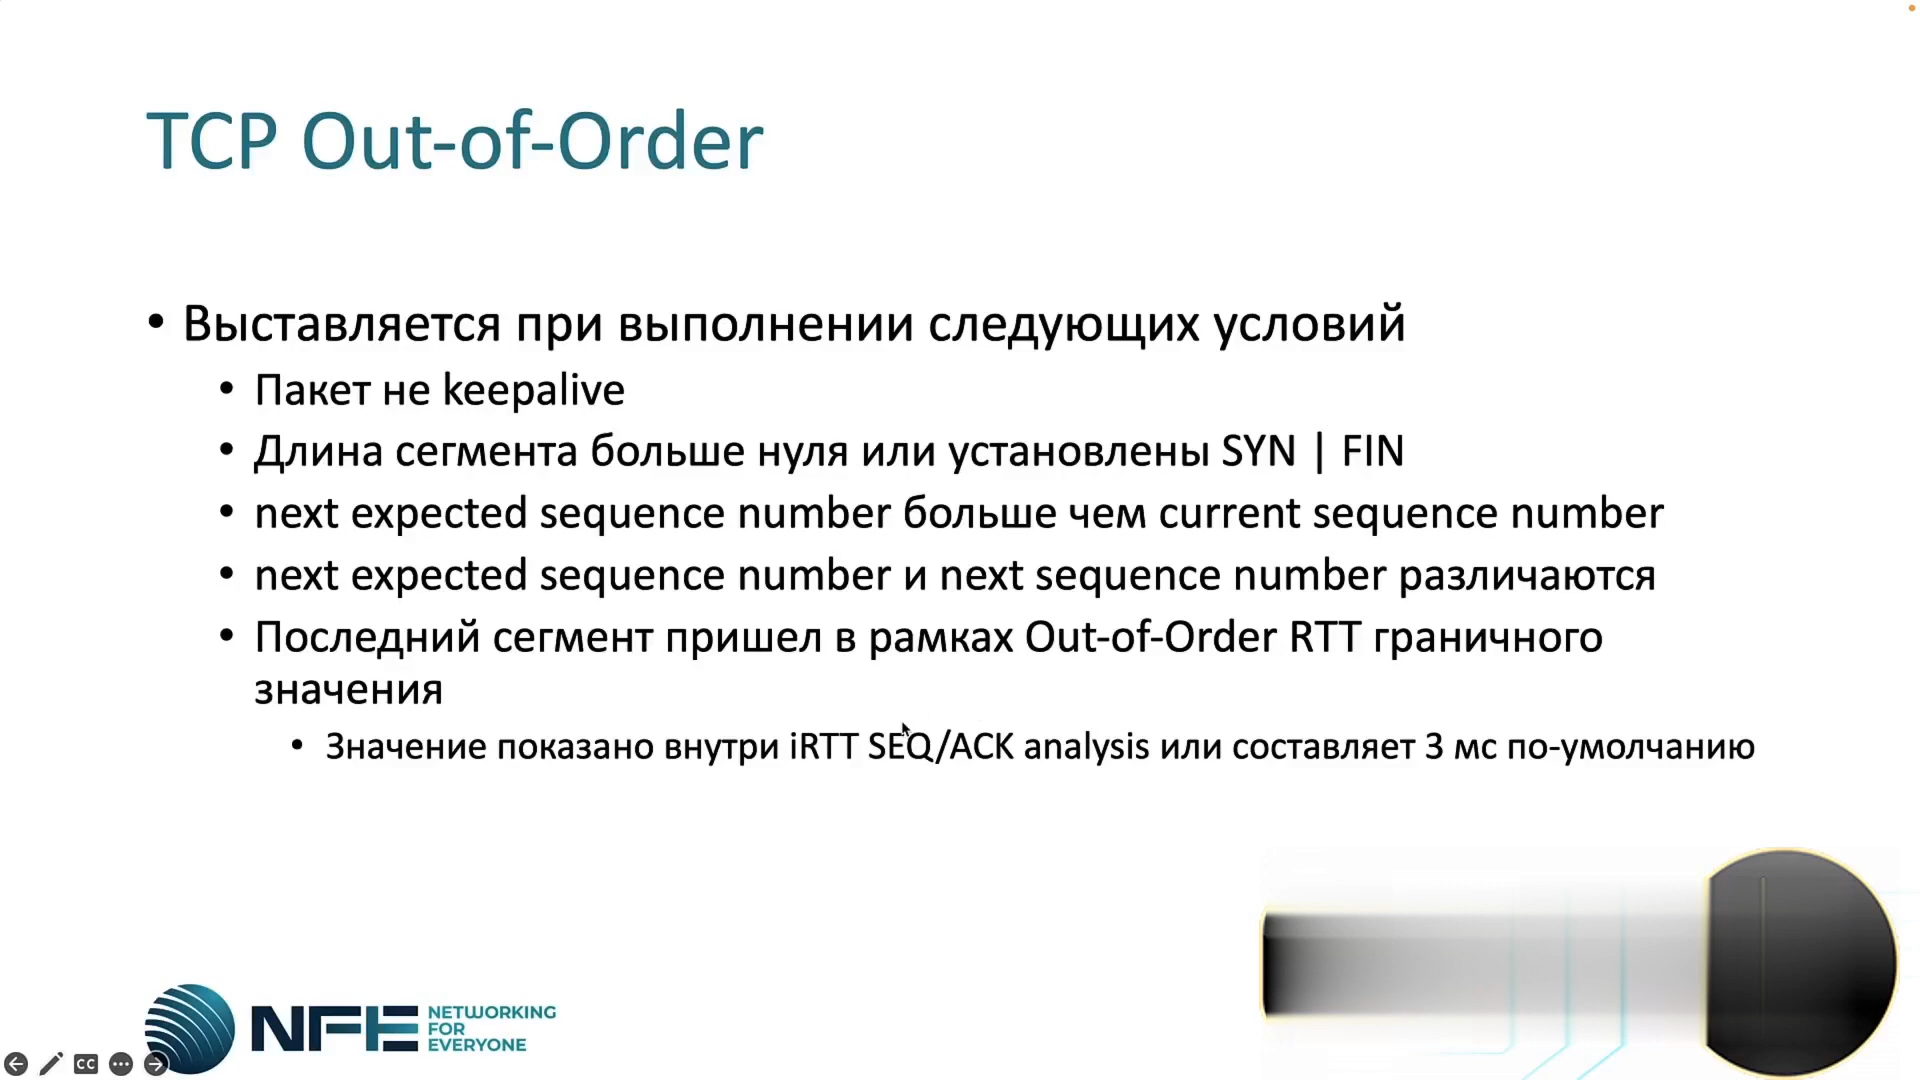 TCP Out-of-Order
• Выставляется при выполнении следующих условий
• Пакет не keepalive
• Длина сегмента больше нуля или установлены SYN | FIN
• next expected sequence number больше чем current sequence number
• next expected sequence number и next sequence number различаются
• Последний сегмент пришел в рамках Out-of-Order RTT граничного
значения
• Значение показано внутри iRTT SEQ/ACK analysis или составляет 3 мс по-умолчанию
NFE
NETWORKING
FOR
EVERYONE
CC